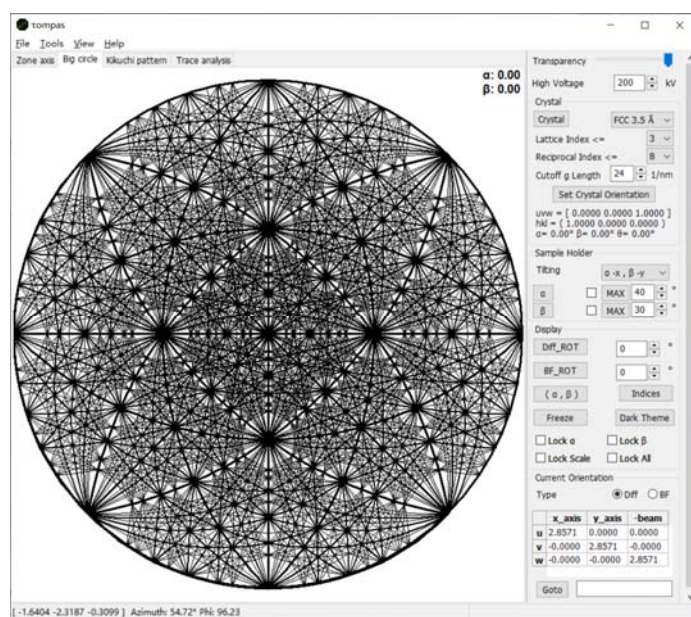 τompas
File Tools View Help
Zone axis Big circle Kikuchi pattern Trace analysis
α: 0.00
β: 0.00
Transparency
High Voltage 200 kV
Crystal
Crystal FCC 3.5 Å
Lattice Index <= 3
Reciprocal Index <= 8
Cutoff g Length 24 1/nm
Set Crystal Orientation
uvw = [ 0.0000 0.0000 1.0000 ]
hkl = ( 1.0000 0.0000 0.0000 )
α= 0.00° β= 0.00° θ= 0.00°
Sample Holder
Tilting α -x , β -y
α MAX 40 °
β MAX 30 °
Display
Diff_ROT 0 °
BF_ROT 0 °
( α , β ) Indices
Freeze Dark Theme
Lock α Lock β
Lock Scale Lock All
Current Orientation
Type Diff BF
x_axis y_axis -beam
u 2.8571 0.0000 0.0000
v -0.0000 2.8571 -0.0000
w -0.0000 -0.0000 2.8571
Goto
[ -1.6404 -2.3187 -0.3099 ] Azimuth: 54.72° Phi: 96.23